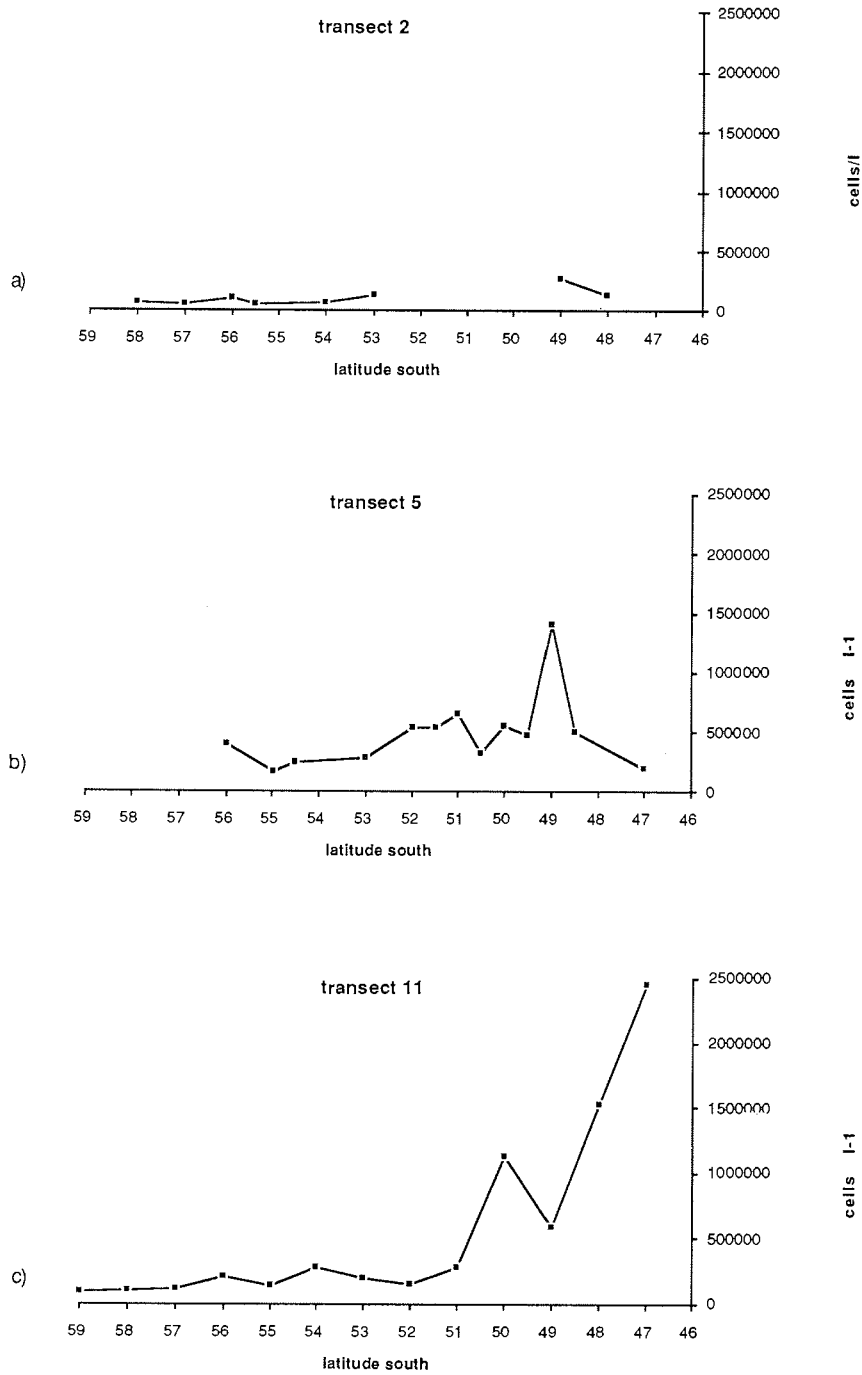 transect 2
2500000
2000000
1500000
1000000
500000
0
cells/l
a)
59 58 57 56 55 54 53 52 51 50 49 48 47 46
latitude south
transect 5
2500000
2000000
1500000
1000000
500000
0
cells l-1
b)
59 58 57 56 55 54 53 52 51 50 49 48 47 46
latitude south
transect 11
2500000
2000000
1500000
1000000
500000
0
cells l-1
c)
59 58 57 56 55 54 53 52 51 50 49 48 47 46
latitude south